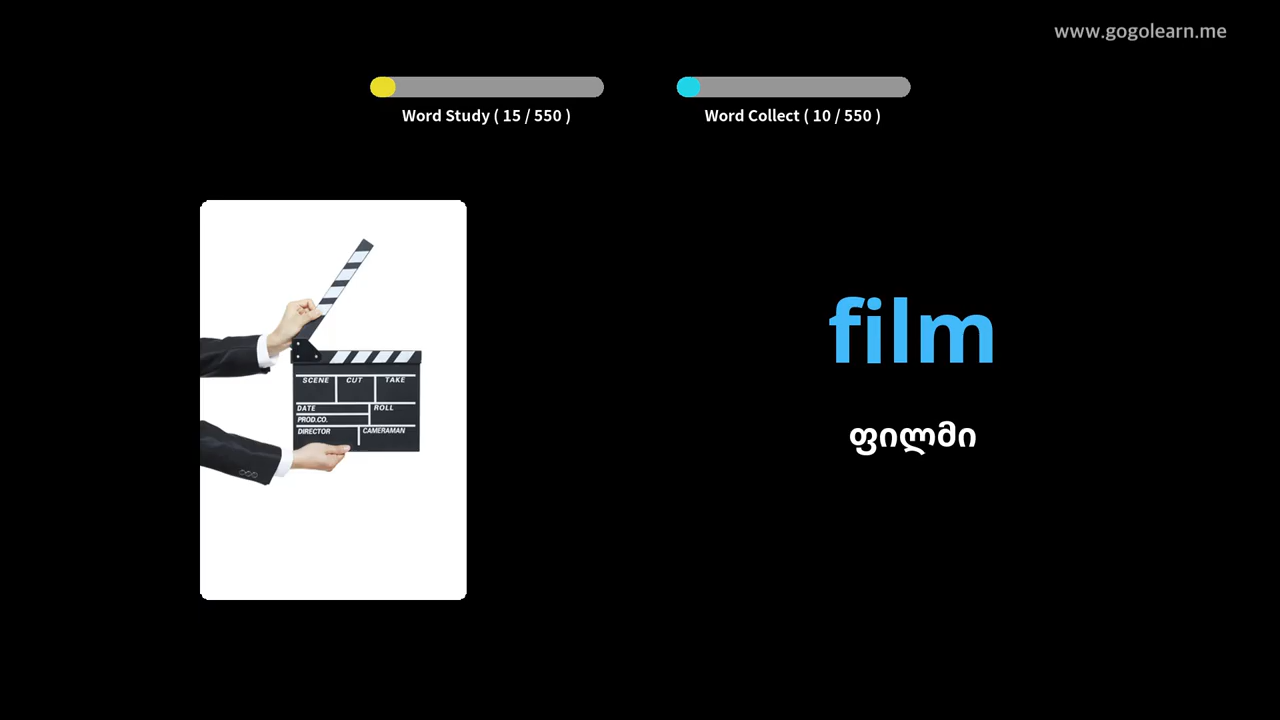 www.gogolearn.me
Word Study ( 15 / 550 )
Word Collect ( 10 / 550 )
SCENE CUT TAKE
DATE ROLL
PROD.CO.
DIRECTOR CAMERAMAN
film
ფილმი